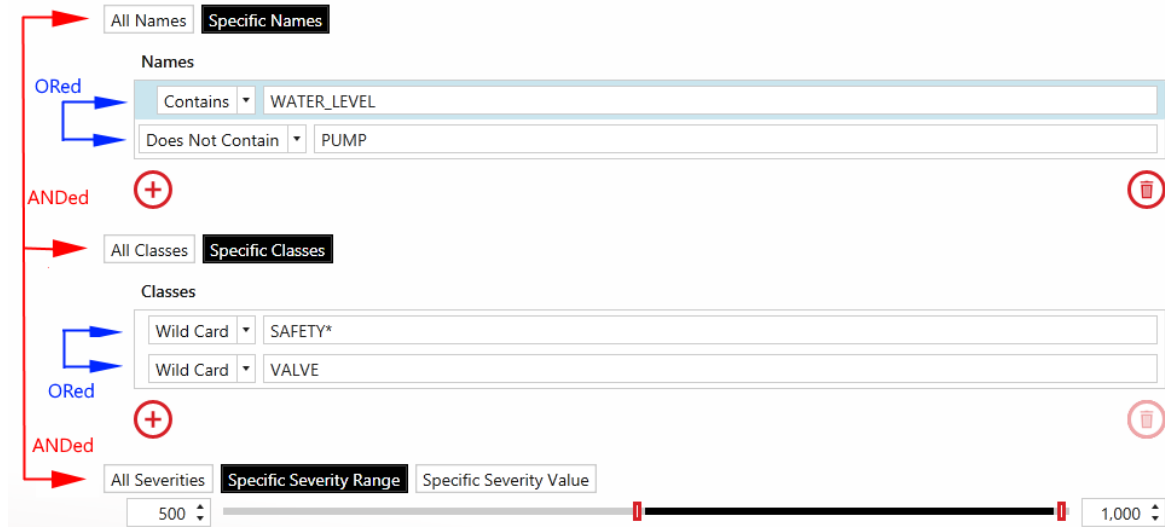 All Names Specific Names
Names
ORed
Contains WATER_LEVEL
Does Not Contain PUMP
ANDed
All Classes Specific Classes
Classes
Wild Card SAFETY*
Wild Card VALVE
ORed
ANDed
All Severities Specific Severity Range Specific Severity Value
500 1,000